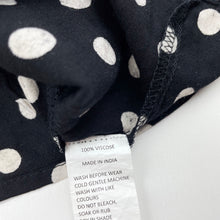 100% VISCOSE
MADE IN INDIA
WASH BEFORE WEAR
COLD GENTLE MACHINE
WASH WITH LIKE
COLOURS
DO NOT BLEACH,
SOAK OR RUB